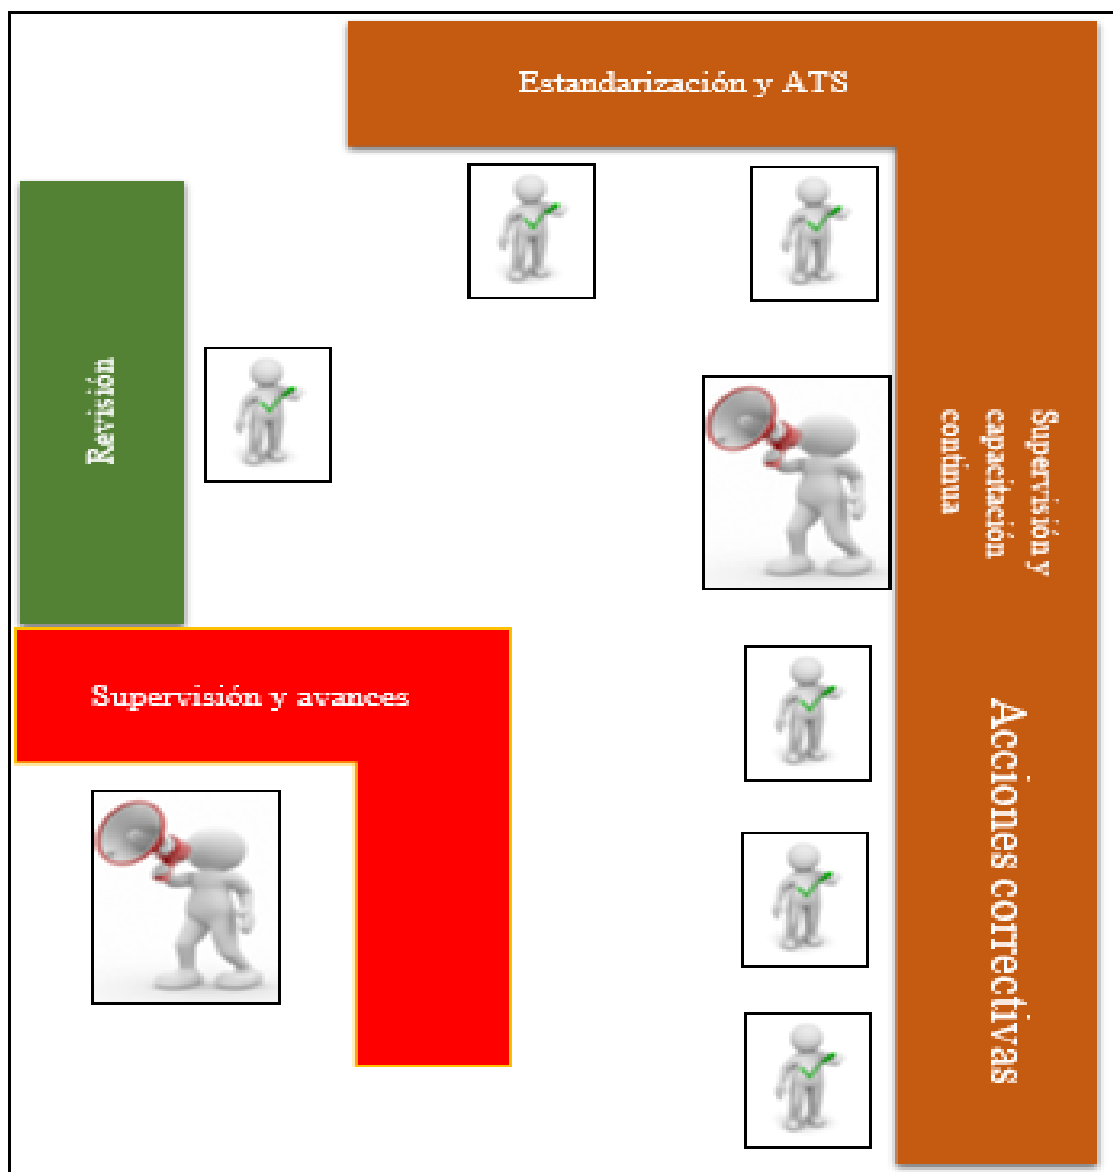 Estandarización y ATS
Revisión
Supervisión y
capacitación
continua
Supervisión y avances
Acciones correctivas